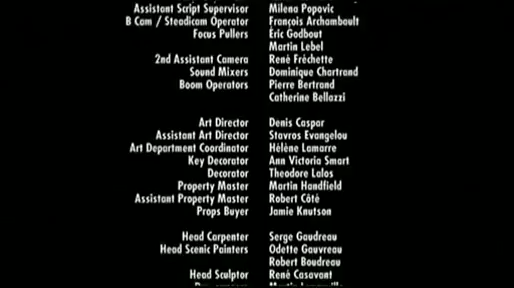 Assistant Script Supervisor Milena Popovic
B Cam / Steadicam Operator François Archambault
Focus Pullers Eric Godbout
Martin Lebel
2nd Assistant Camera René Fréchette
Sound Mixers Dominique Chartrand
Boom Operators Pierre Bertrand
Catherine Bellazzi
Art Director Denis Caspar
Assistant Art Director Stavros Evangelou
Art Department Coordinator Hélène Lamarre
Key Decorator Ann Victoria Smart
Decorator Theodore Lalos
Property Master Martin Handfield
Assistant Property Master Robert Côté
Props Buyer Jamie Knutson
Head Carpenter Serge Gaudreau
Head Scenic Painters Odette Gauvreau
Robert Boudreau
Head Sculptor René Casavant